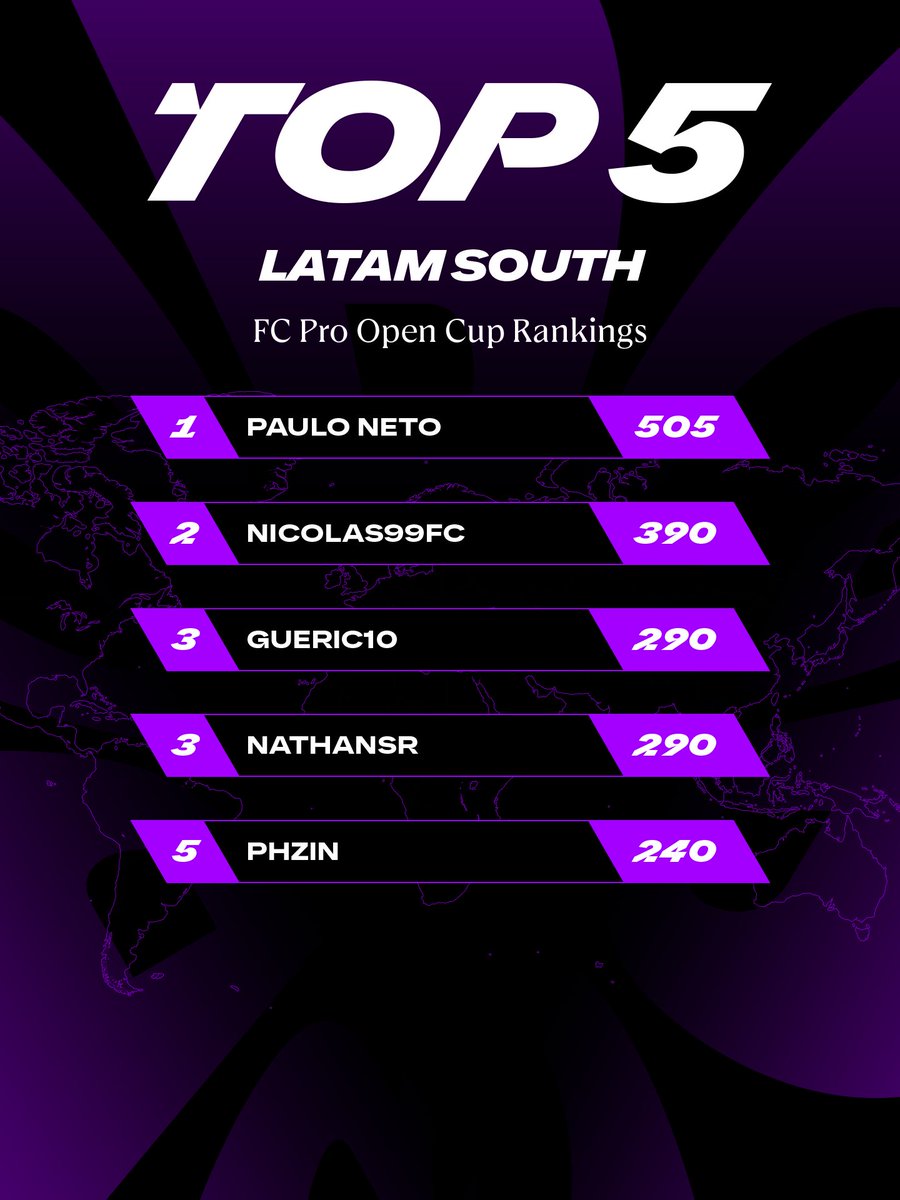 TOP 5
LATAM SOUTH
FC Pro Open Cup Rankings
1 PAULO NETO 505
2 NICOLAS99FC 390
3 GUERIC10 290
3 NATHANSR 290
5 PHZIN 240